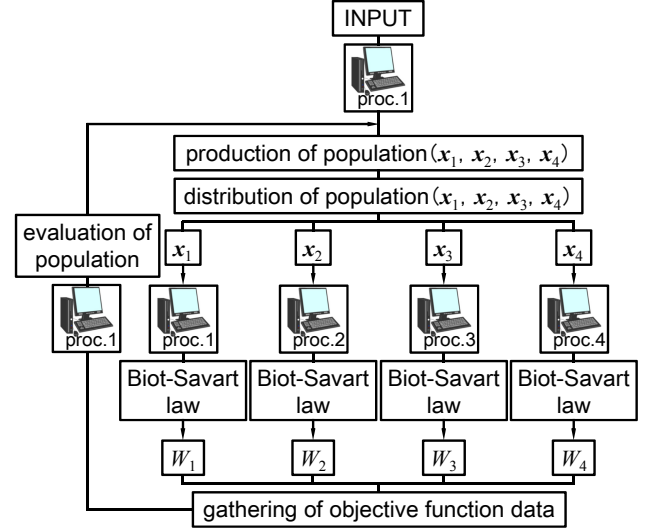 INPUT
proc.1
production of population(x₁, x₂, x₃, x₄)
distribution of population(x₁, x₂, x₃, x₄)
evaluation of
population
x₁
x₂
x₃
x₄
proc.1
proc.1
proc.2
proc.3
proc.4
Biot-Savart
law
Biot-Savart
law
Biot-Savart
law
Biot-Savart
law
W₁
W₂
W₃
W₄
gathering of objective function data